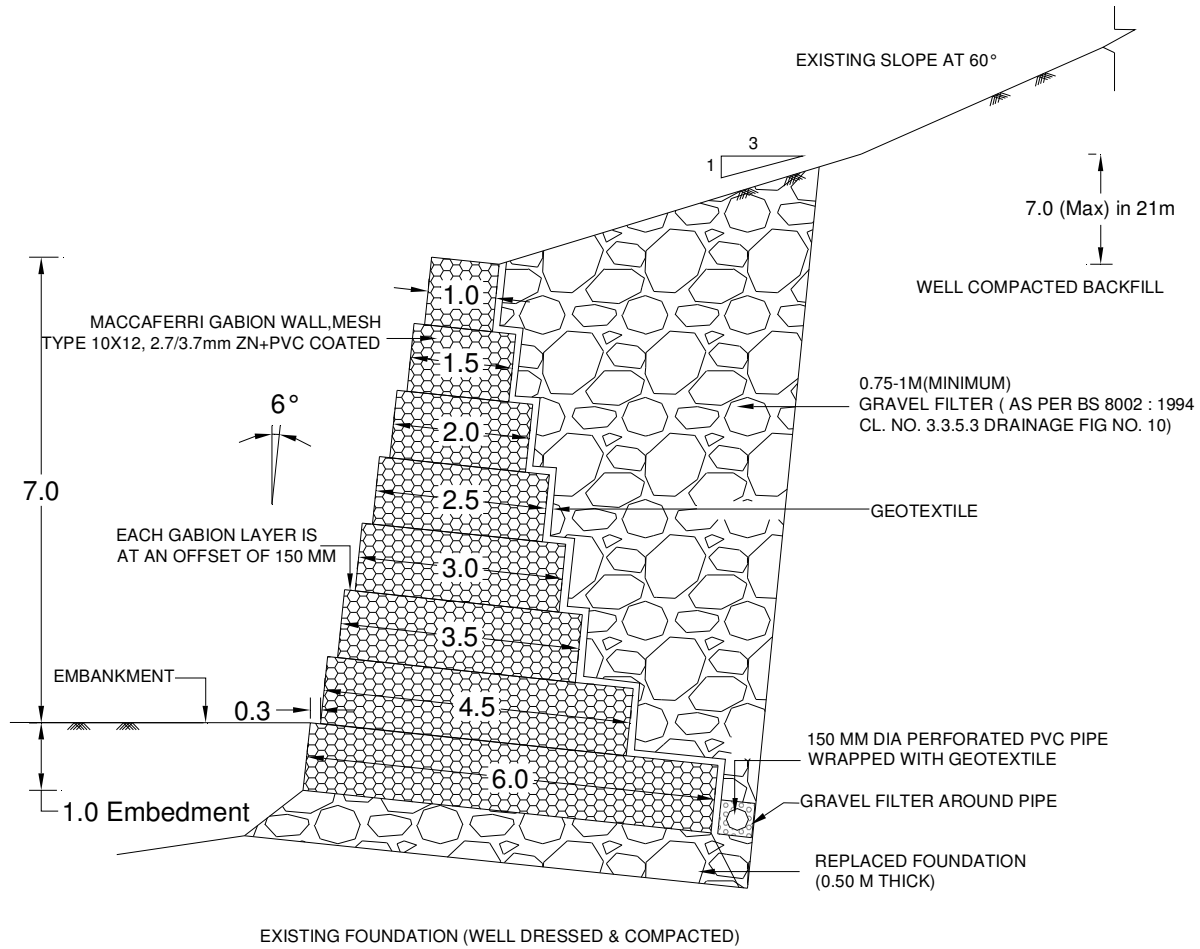 EXISTING SLOPE AT 60°
3
1
7.0 (Max) in 21m
WELL COMPACTED BACKFILL
1.0
MACCAFERRI GABION WALL,MESH
TYPE 10X12, 2.7/3.7mm ZN+PVC COATED
1.5
0.75-1M(MINIMUM)
GRAVEL FILTER ( AS PER BS 8002 : 1994
CL. NO. 3.3.5.3 DRAINAGE FIG NO. 10)
6°
2.0
7.0
2.5
GEOTEXTILE
EACH GABION LAYER IS
AT AN OFFSET OF 150 MM
3.0
3.5
EMBANKMENT
0.3
4.5
150 MM DIA PERFORATED PVC PIPE
WRAPPED WITH GEOTEXTILE
6.0
GRAVEL FILTER AROUND PIPE
1.0 Embedment
REPLACED FOUNDATION
(0.50 M THICK)
EXISTING FOUNDATION (WELL DRESSED & COMPACTED)